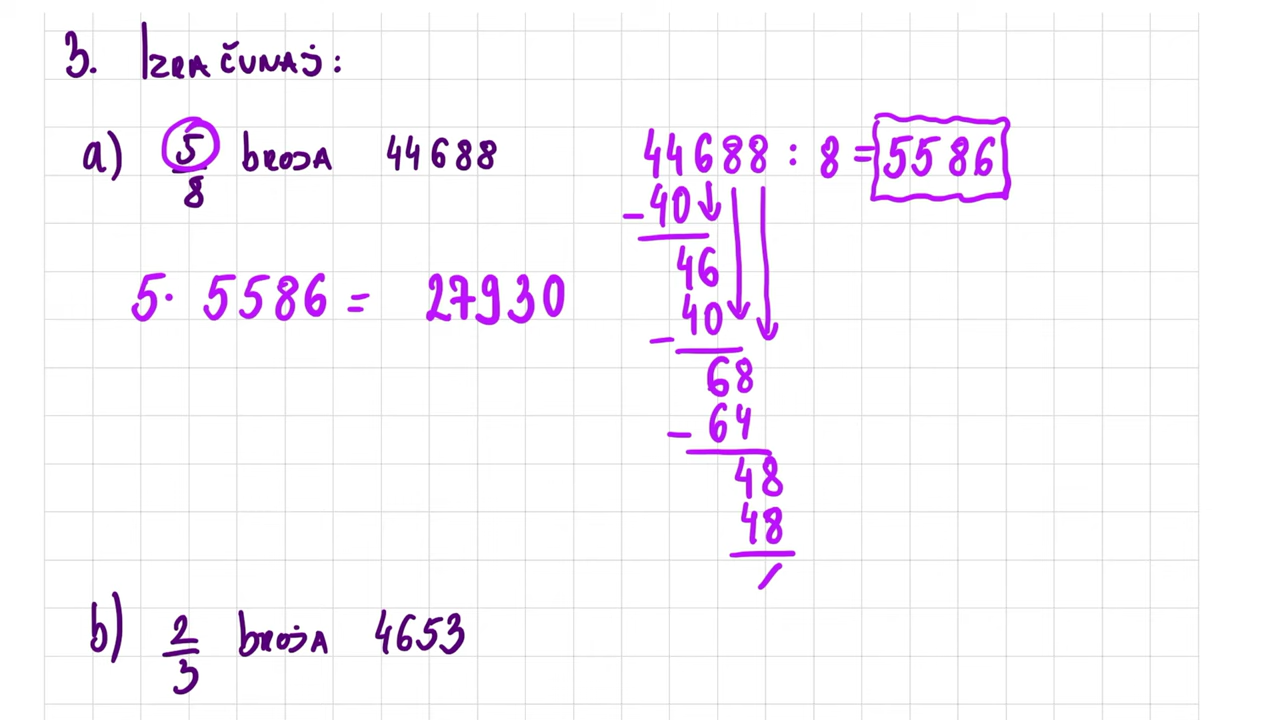 3. IZRAČUNAJ:
a) 5/8 BROJA 44688
44688 : 8 = 5586
-40
46
- 40
68
- 64
48
48
/
5· 5586 = 27930
b) 2/3 BROJA 4653